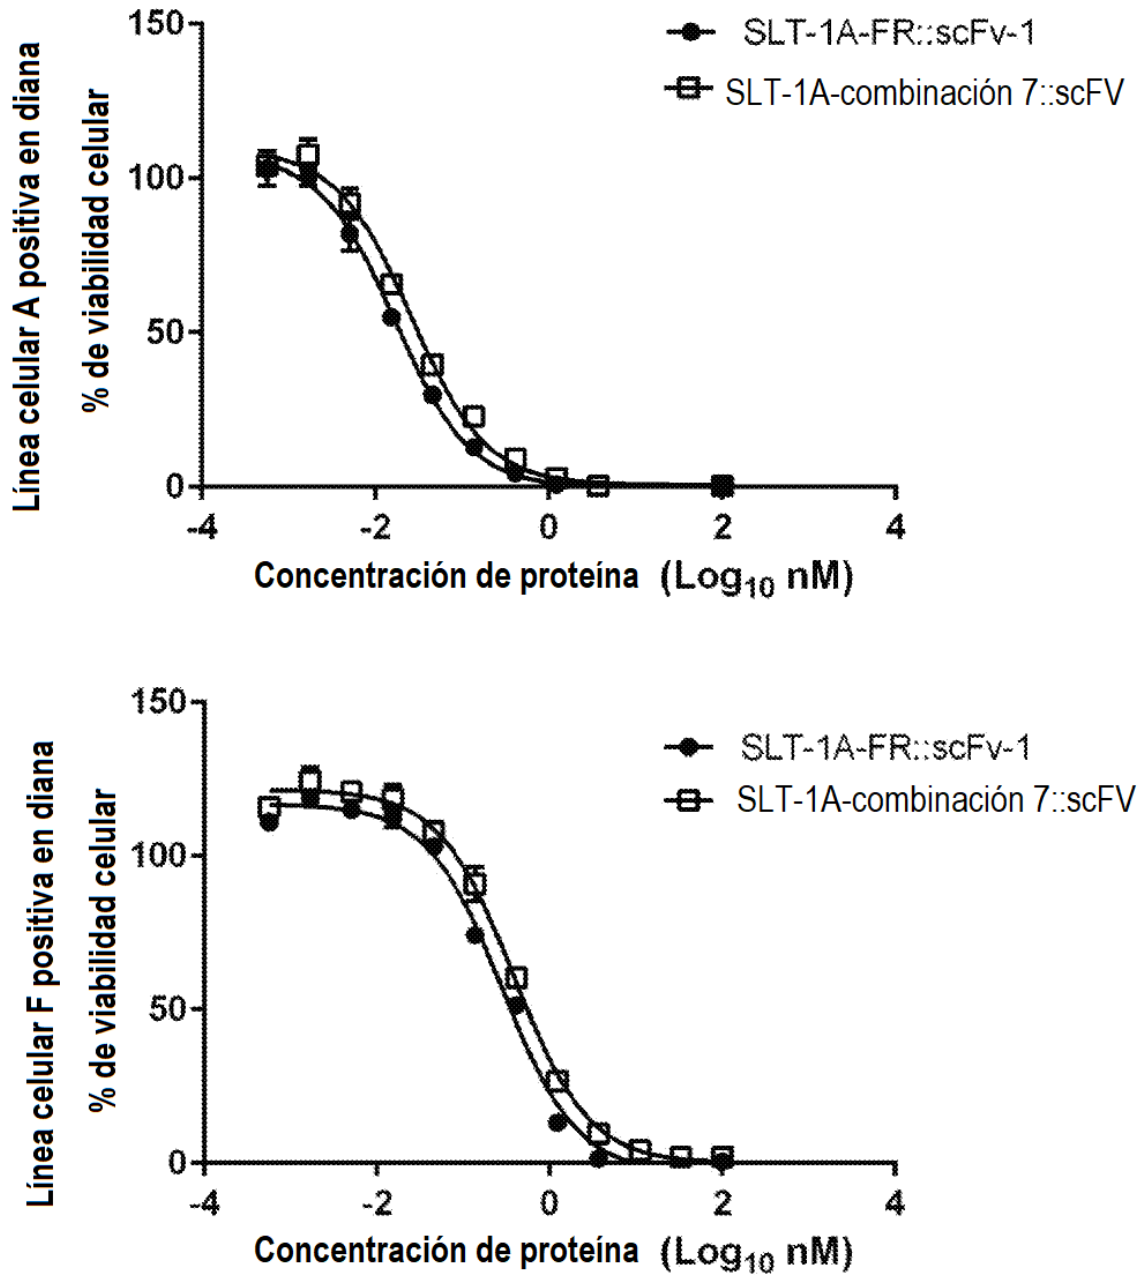 Línea celular A positiva en diana
% de viabilidad celular
150
100
50
0
-4
-2
0
2
4
Concentración de proteína (Log10 nM)
SLT-1A-FR::scFv-1
SLT-1A-combinación 7::scFV
Línea celular F positiva en diana
% de viabilidad celular
150
100
50
0
-4
-2
0
2
4
Concentración de proteína (Log10 nM)
SLT-1A-FR::scFv-1
SLT-1A-combinación 7::scFV